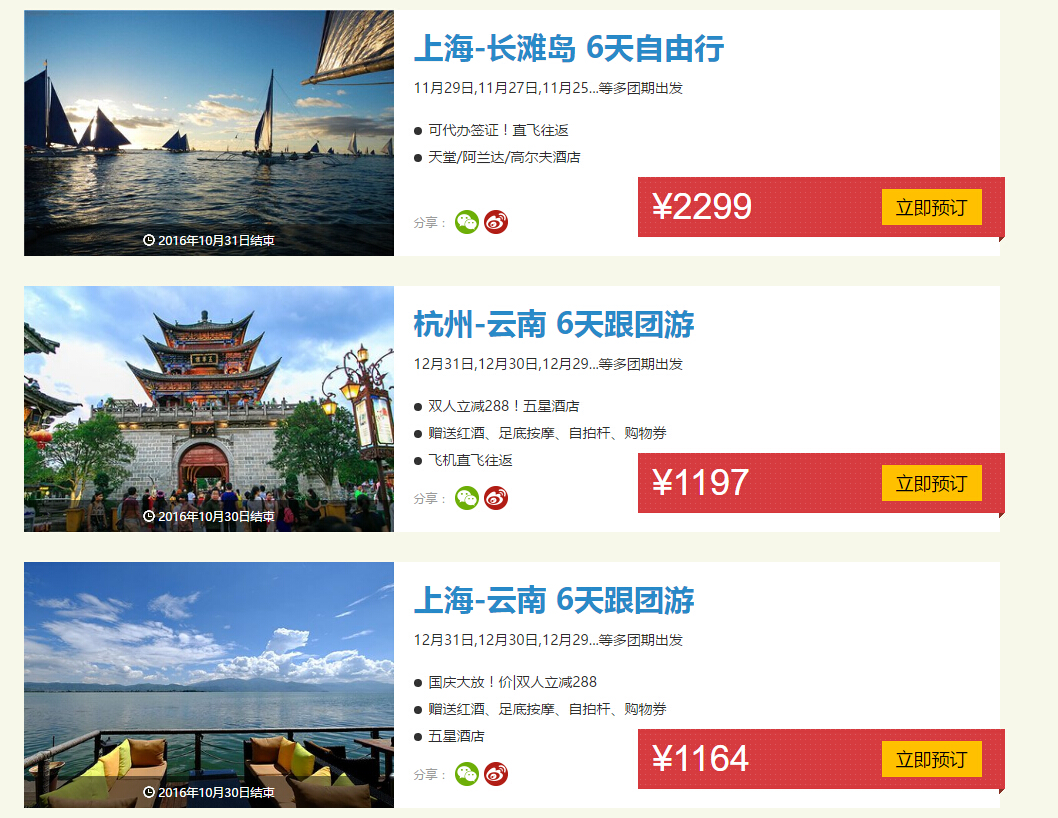 上海-长滩岛 6天自由行
11月29日,11月27日,11月25...等多团期出发
● 可代办签证！直飞往返
● 天堂/阿兰达/高尔夫酒店
¥2299 立即预订
分享：
2016年10月31日结束
杭州-云南 6天跟团游
12月31日,12月30日,12月29...等多团期出发
● 双人立减288！五星酒店
● 赠送红酒、足底按摩、自拍杆、购物券
● 飞机直飞往返
¥1197 立即预订
分享：
2016年10月30日结束
上海-云南 6天跟团游
12月31日,12月30日,12月29...等多团期出发
● 国庆大放！价|双人立减288
● 赠送红酒、足底按摩、自拍杆、购物券
● 五星酒店
¥1164 立即预订
分享：
2016年10月30日结束